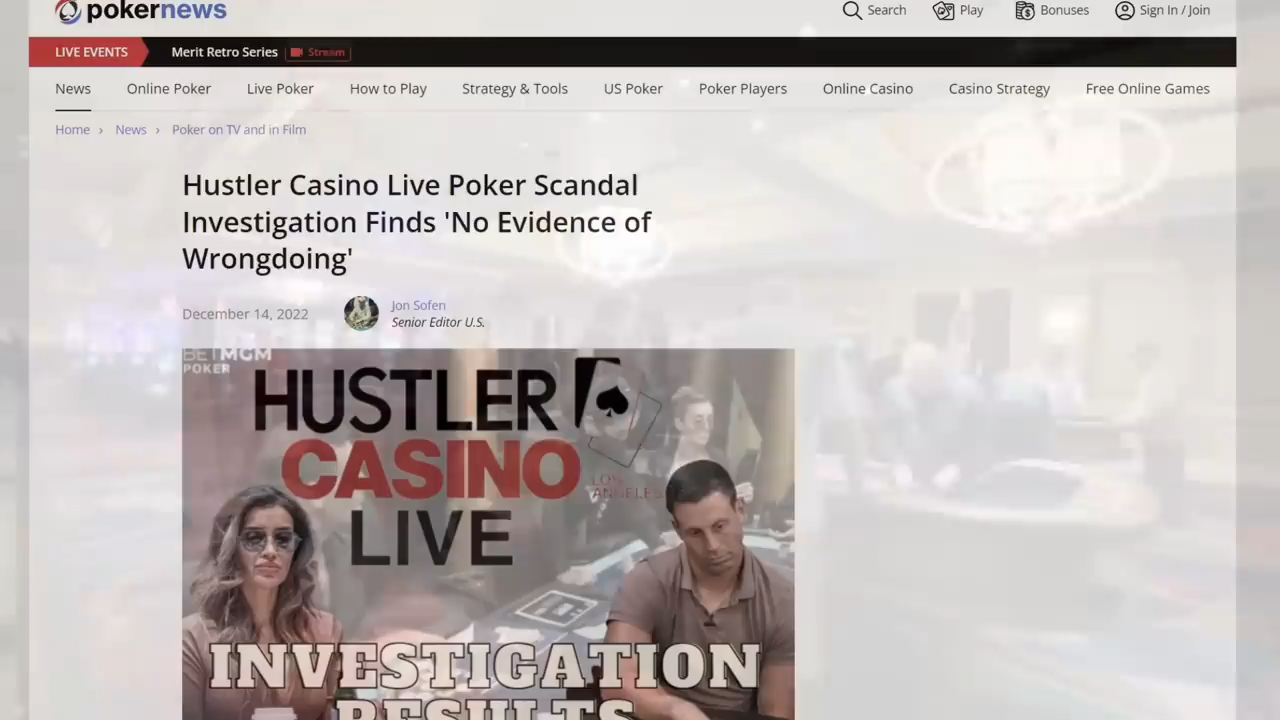 pokernews
Search
Play
Bonuses
Sign In / Join
LIVE EVENTS
Merit Retro Series
Stream
News
Online Poker
Live Poker
How to Play
Strategy & Tools
US Poker
Poker Players
Online Casino
Casino Strategy
Free Online Games
Home › News › Poker on TV and in Film
Hustler Casino Live Poker Scandal
Investigation Finds 'No Evidence of
Wrongdoing'
December 14, 2022
Jon Sofen
Senior Editor U.S.
BETMGM
POKER
HUSTLER
CASINO
LOS
ANGELES
LIVE
INVESTIGATION
RESULTS